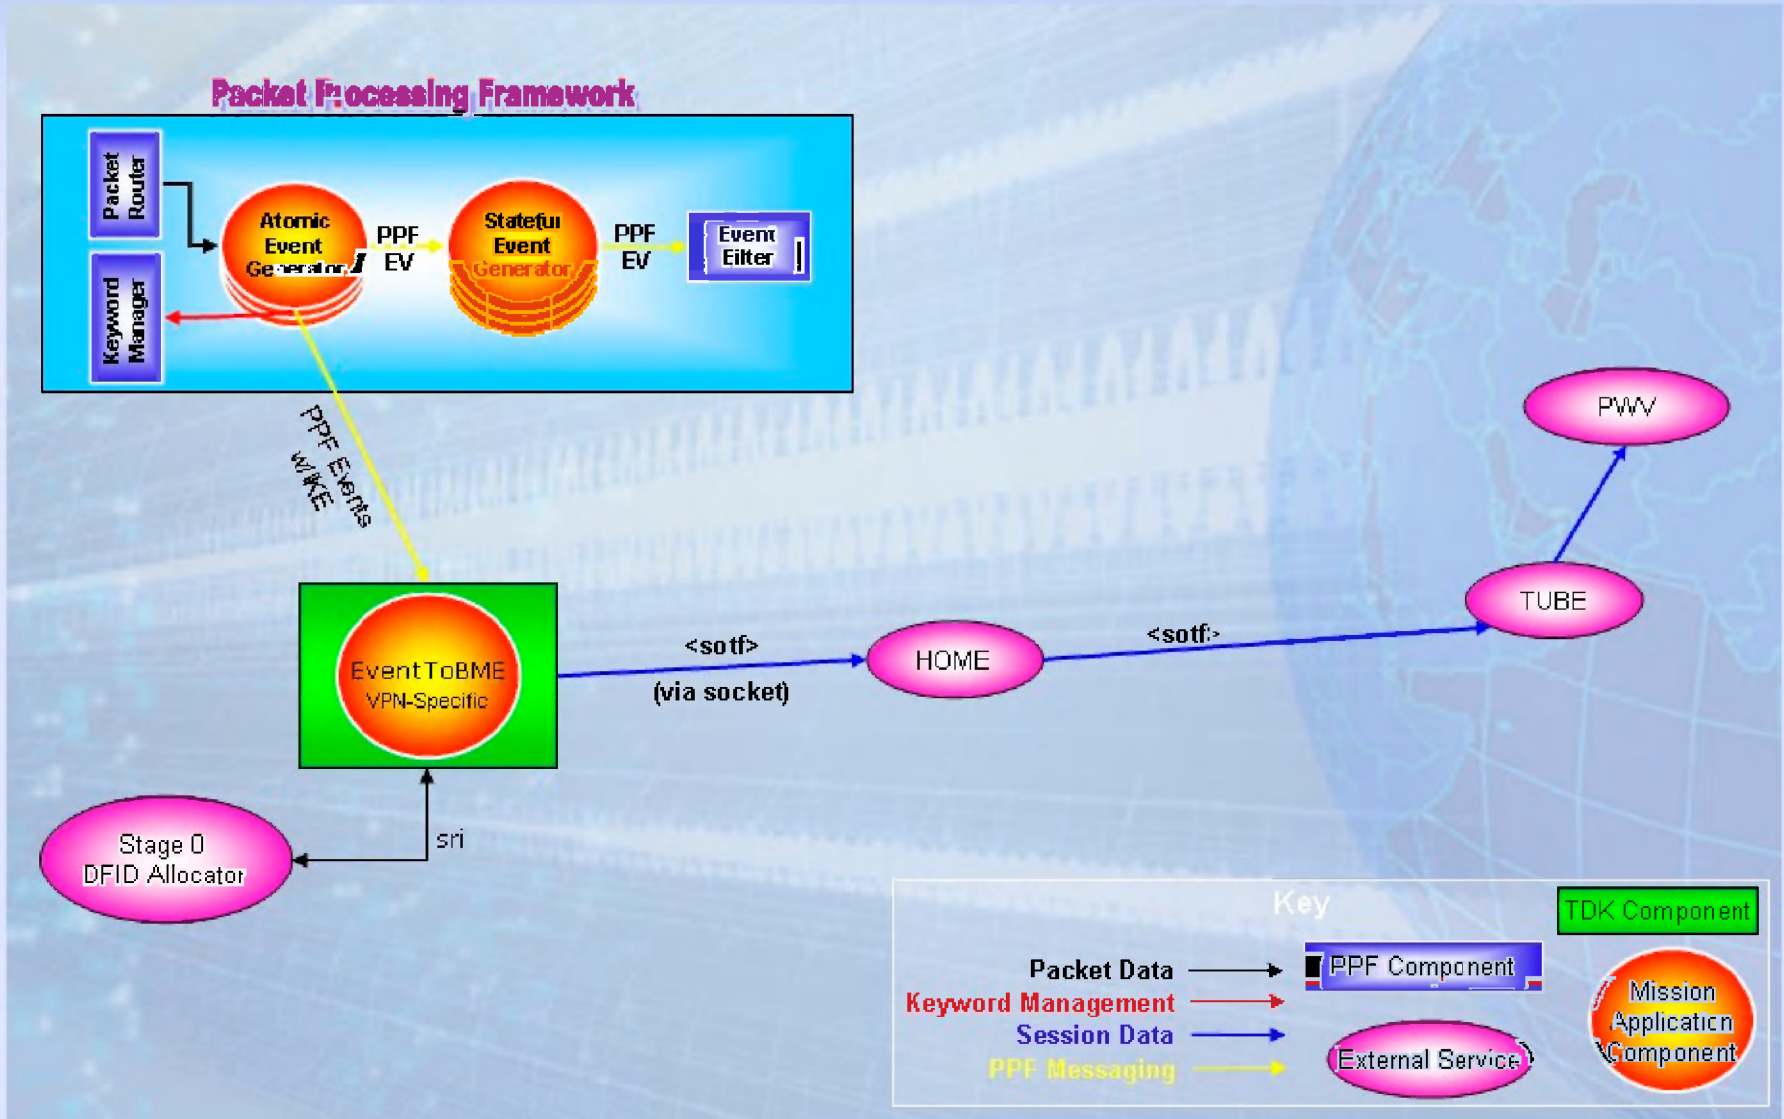 Packet Processing Framework
Packet
Router
Keyword
Manager
Atomic
Event
Generator
PPF
EV
Stateful
Event
Generator
PPF
EV
Event
Filter
PPF Events
w/IKE
EventToBME
VPN-Specific
<sotf>
(via socket)
HOME
<sotf>
TUBE
PWV
sri
Stage 0
DFID Allocator
Key
Packet Data
Keyword Management
Session Data
PPF Messaging
PPF Component
External Service
TDK Component
Mission
Application
Component